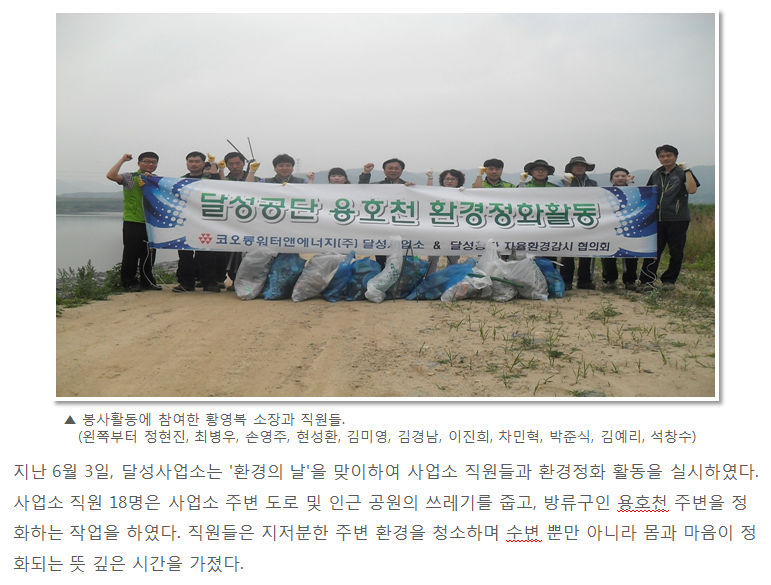 달성공단 용호천 환경정화활동
코오롱워터앤에너지(주) 달성사업소 & 달성공단 자율환경감시 협의회
▲ 봉사활동에 참여한 황영복 소장과 직원들.
(왼쪽부터 정현진, 최병우, 손영주, 현성환, 김미영, 김경남, 이진희, 차민혁, 박준식, 김예리, 석창수)
지난 6월 3일, 달성사업소는 '환경의 날'을 맞이하여 사업소 직원들과 환경정화 활동을 실시하였다.
사업소 직원 18명은 사업소 주변 도로 및 인근 공원의 쓰레기를 줍고, 방류구인 용호천 주변을 정
화하는 작업을 하였다. 직원들은 지저분한 주변 환경을 청소하며 수변 뿐만 아니라 몸과 마음이 정
화되는 뜻 깊은 시간을 가졌다.